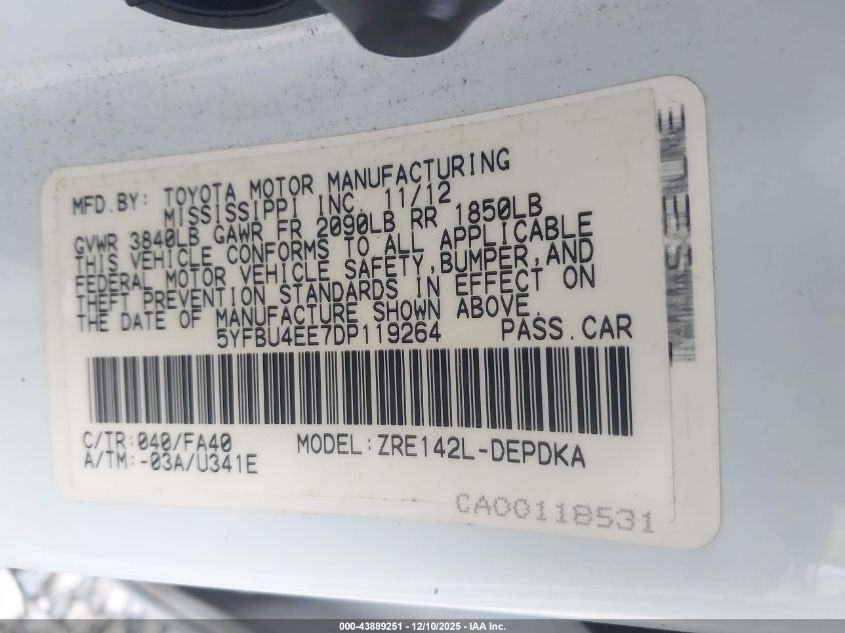 MFD.BY: TOYOTA MOTOR MANUFACTURING
MISSISSIPPI INC. 11/12
GVWR 3840LB GAWR FR 2090LB RR 1850LB
THIS VEHICLE CONFORMS TO ALL APPLICABLE
FEDERAL MOTOR VEHICLE SAFETY,BUMPER,AND
THEFT PREVENTION STANDARDS IN EFFECT ON
THE DATE OF MANUFACTURE SHOWN ABOVE.
5YFBU4EE7DP119264 PASS.CAR
C/TR:040/FA40 MODEL:ZRE142L-DEPDKA
A/TM:-03A/U341E
CA00118531
000-43889251 - 12/10/2025 - IAA Inc.